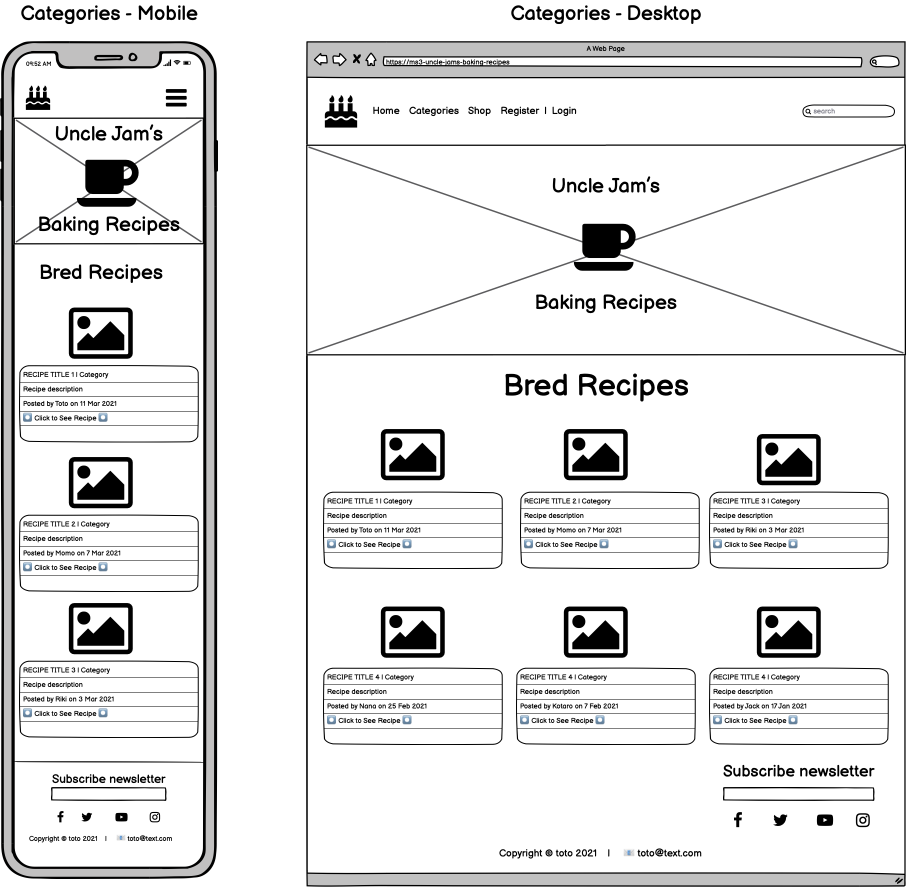 Categories - Mobile
09:52 AM
Uncle Jam's
Baking Recipes
Bred Recipes
RECIPE TITLE 1 I Category
Recipe description
Posted by Toto on 11 Mar 2021
Click to See Recipe
RECIPE TITLE 2 I Category
Recipe description
Posted by Momo on 7 Mar 2021
Click to See Recipe
RECIPE TITLE 3 I Category
Recipe description
Posted by Riki on 3 Mar 2021
Click to See Recipe
Subscribe newsletter
Copyright © toto 2021 I toto@text.com
Categories - Desktop
A Web Page
https://ms3-uncle-jams-baking-recipes
Home Categories Shop Register I Login
search
Uncle Jam's
Baking Recipes
Bred Recipes
RECIPE TITLE 1 I Category
Recipe description
Posted by Toto on 11 Mar 2021
Click to See Recipe
RECIPE TITLE 2 I Category
Recipe description
Posted by Momo on 7 Mar 2021
Click to See Recipe
RECIPE TITLE 3 I Category
Recipe description
Posted by Riki on 3 Mar 2021
Click to See Recipe
RECIPE TITLE 4 I Category
Recipe description
Posted by Nana on 25 Feb 2021
Click to See Recipe
RECIPE TITLE 4 I Category
Recipe description
Posted by Kotaro on 7 Feb 2021
Click to See Recipe
RECIPE TITLE 4 I Category
Recipe description
Posted by Jack on 17 Jan 2021
Click to See Recipe
Subscribe newsletter
Copyright © toto 2021 I toto@text.com